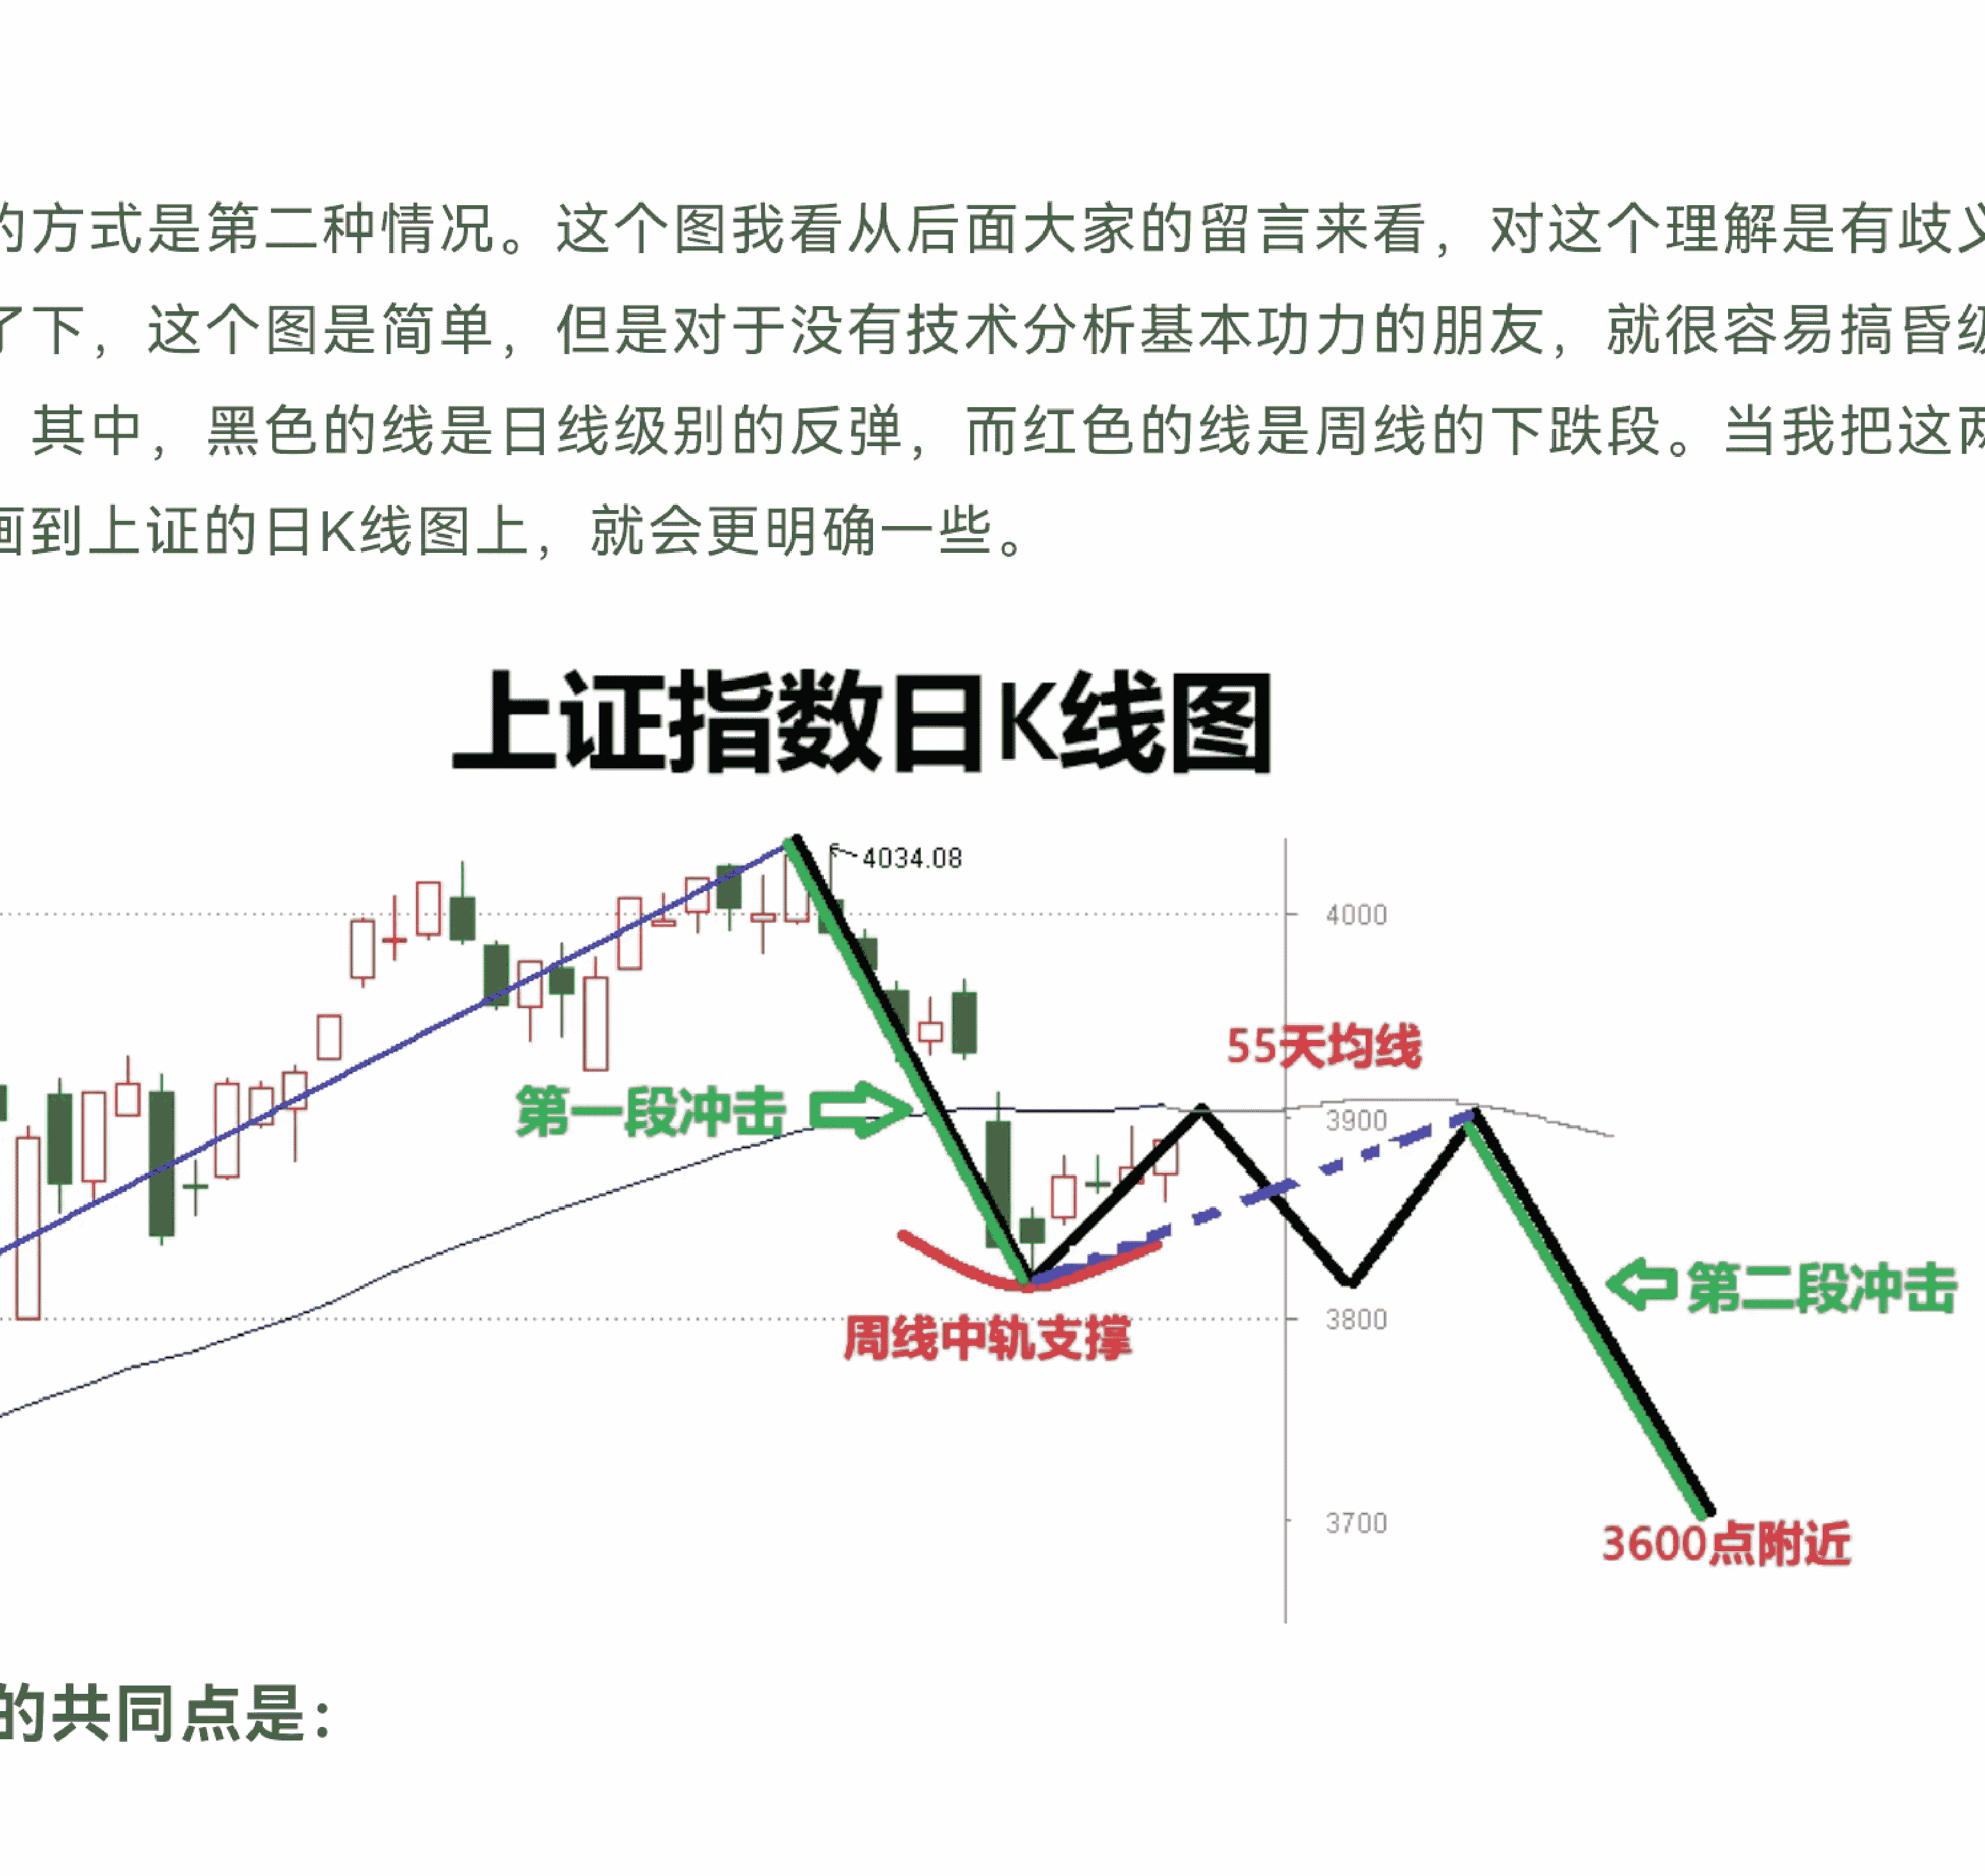 的方式是第二种情况。这个图我看从后面大家的留言来看，对这个理解是有歧义
了下，这个图是简单，但是对于没有技术分析基本功力的朋友，就很容易搞昏级
其中，黑色的线是日线级别的反弹，而红色的线是周线的下跌段。当我把这两
画到上证的日K线图上，就会更明确一些。
上证指数日K线图
4034.08
4000
55天均线
第一段冲击
3900
第二段冲击
周线中轨支撑
3800
3700
3600点附近
的共同点是：